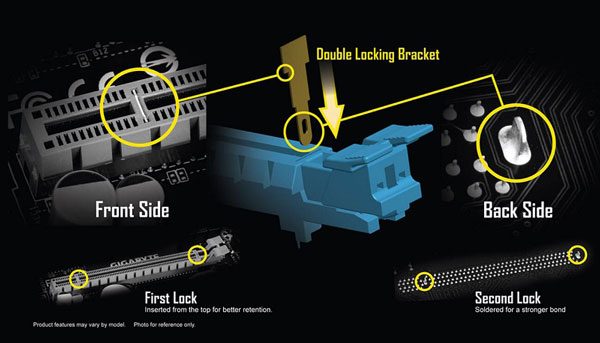 B12
Double Locking Bracket
Front Side
Back Side
GIGABYTE
First Lock
Inserted from the top for better retention.
Second Lock
Soldered for a stronger bond
Product features may vary by model. Photo for reference only.